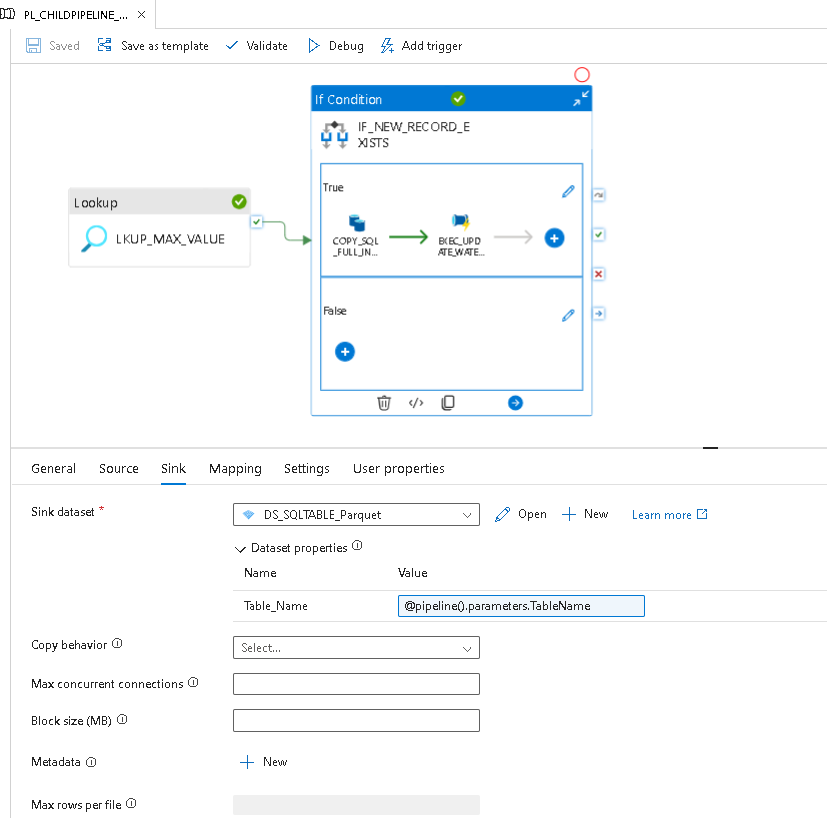 PL_CHILDPIPELINE_...
Saved
Save as template
Validate
Debug
Add trigger
If Condition
IF_NEW_RECORD_E
XISTS
True
COPY_SQL
_FULL_IN...
EXEC_UPD
ATE_WATE...
False
Lookup
LKUP_MAX_VALUE
General
Source
Sink
Mapping
Settings
User properties
Sink dataset *
DS_SQLTABLE_Parquet
Open
New
Learn more
Dataset properties
Name
Value
Table_Name
@pipeline().parameters.TableName
Copy behavior
Select...
Max concurrent connections
Block size (MB)
Metadata
New
Max rows per file